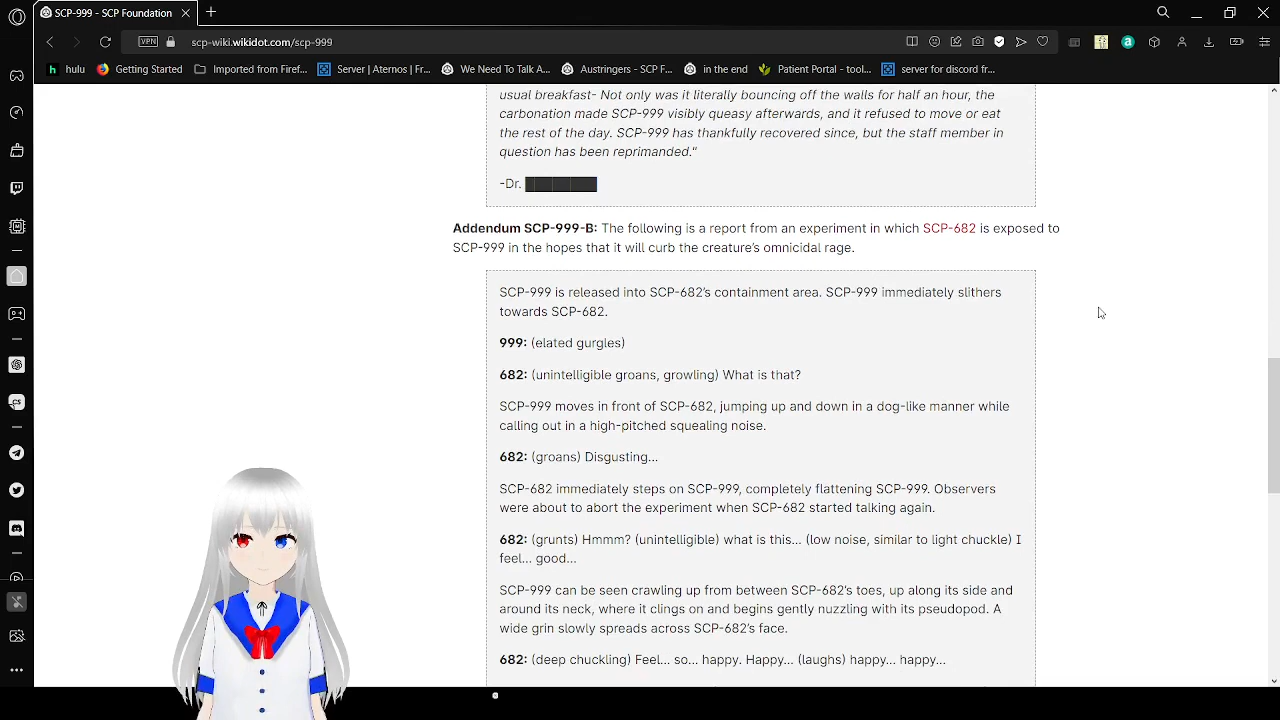 SCP-999 - SCP Foundation
VPN
scp-wiki.wikidot.com/scp-999
a
h hulu
Getting Started
Imported from Firef...
Server | Aternos | Fr...
We Need To Talk A...
Austringers - SCP F...
in the end
Patient Portal - tool...
server for discord fr...
usual breakfast- Not only was it literally bouncing off the walls for half an hour, the
carbonation made SCP-999 visibly queasy afterwards, and it refused to move or eat
the rest of the day. SCP-999 has thankfully recovered since, but the staff member in
question has been reprimanded."
-Dr. ███████
Addendum SCP-999-B: The following is a report from an experiment in which SCP-682 is exposed to
SCP-999 in the hopes that it will curb the creature's omnicidal rage.
SCP-999 is released into SCP-682's containment area. SCP-999 immediately slithers
towards SCP-682.
999: (elated gurgles)
682: (unintelligible groans, growling) What is that?
SCP-999 moves in front of SCP-682, jumping up and down in a dog-like manner while
calling out in a high-pitched squealing noise.
682: (groans) Disgusting...
SCP-682 immediately steps on SCP-999, completely flattening SCP-999. Observers
were about to abort the experiment when SCP-682 started talking again.
682: (grunts) Hmmm? (unintelligible) what is this... (low noise, similar to light chuckle) I
feel... good...
SCP-999 can be seen crawling up from between SCP-682's toes, up along its side and
around its neck, where it clings on and begins gently nuzzling with its pseudopod. A
wide grin slowly spreads across SCP-682's face.
682: (deep chuckling) Feel... so... happy. Happy... (laughs) happy... happy...